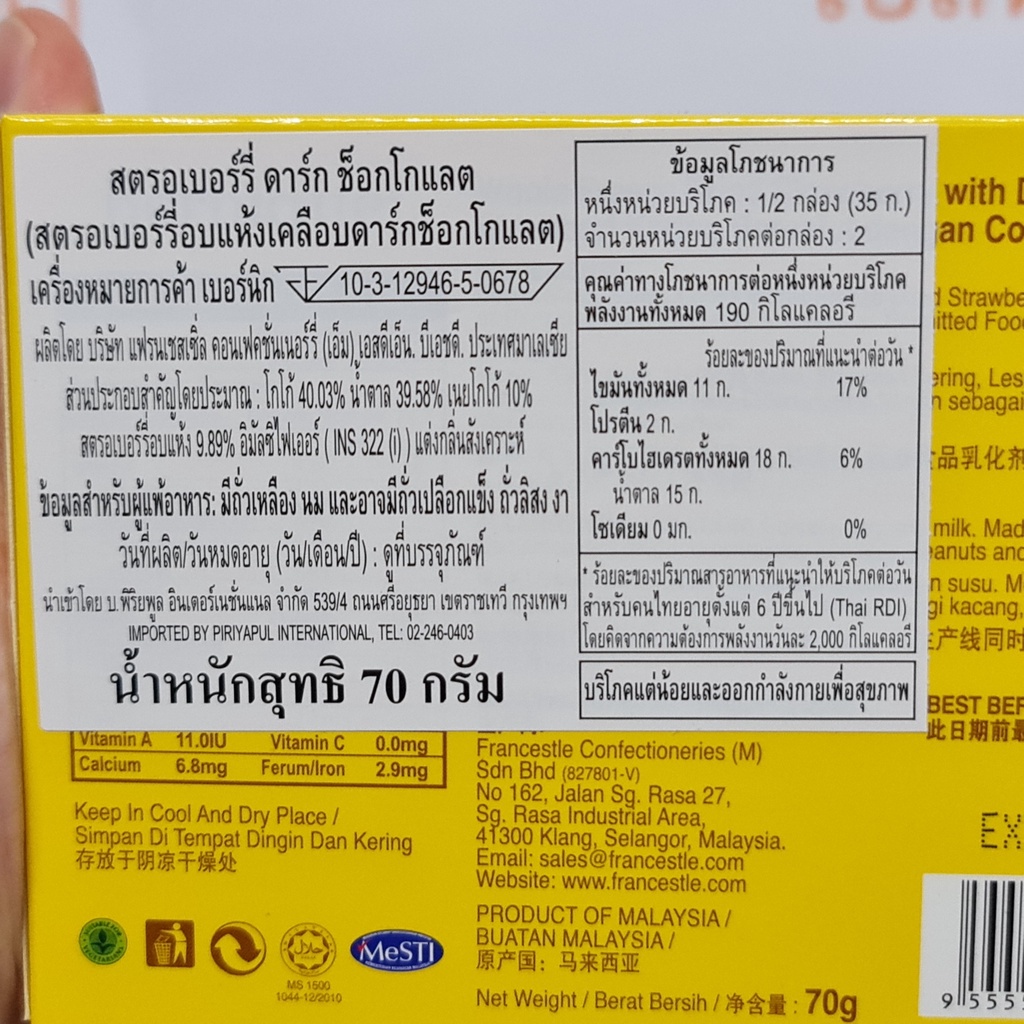 สตรอเบอร์รี่ ดาร์ก ช็อกโกแลต
(สตรอเบอร์รี่อบแห้งเคลือบดาร์กช็อกโกแลต)
เครื่องหมายการค้า เบอร์นิก
10-3-12946-5-0678
ผลิตโดย บริษัท แฟรนเชสเซิ่ล คอนเฟคชั่นเนอร์รี่ (เอ็ม) เอสดีเอ็น. บีเอชดี. ประเทศมาเลเซีย
ส่วนประกอบสำคัญโดยประมาณ : โกโก้ 40.03% น้ำตาล 39.58% เนยโกโก้ 10%
สตรอเบอร์รี่อบแห้ง 9.89% อิมัลซิไฟเออร์ ( INS 322 (i) ) แต่งกลิ่นสังเคราะห์
ข้อมูลสำหรับผู้แพ้อาหาร: มีถั่วเหลือง นม และอาจมีถั่วเปลือกแข็ง ถั่วลิสง งา
วันที่ผลิต/วันหมดอายุ (วัน/เดือน/ปี) : ดูที่บรรจุภัณฑ์
นำเข้าโดย บ.พิริยพูล อินเตอร์เนชั่นแนล จำกัด 539/4 ถนนศรีอยุธยา เขตราชเทวี กรุงเทพฯ
IMPORTED BY PIRIYAPUL INTERNATIONAL, TEL: 02-246-0403
น้ำหนักสุทธิ 70 กรัม
ข้อมูลโภชนาการ
หนึ่งหน่วยบริโภค : 1/2 กล่อง (35 ก.)
จำนวนหน่วยบริโภคต่อกล่อง : 2
คุณค่าทางโภชนาการต่อหนึ่งหน่วยบริโภค
พลังงานทั้งหมด 190 กิโลแคลอรี
ร้อยละของปริมาณที่แนะนำต่อวัน *
ไขมันทั้งหมด 11 ก. 17%
โปรตีน 2 ก.
คาร์โบไฮเดรตทั้งหมด 18 ก. 6%
น้ำตาล 15 ก.
โซเดียม 0 มก. 0%
* ร้อยละของปริมาณสารอาหารที่แนะนำให้บริโภคต่อวัน
สำหรับคนไทยอายุตั้งแต่ 6 ปีขึ้นไป (Thai RDI)
โดยคิดจากความต้องการพลังงานวันละ 2,000 กิโลแคลอรี
บริโภคแต่น้อยและออกกำลังกายเพื่อสุขภาพ
with
an Co
Strawbe
itted Foo
ering, Les
sebagai
品乳化剂
milk. Mad
eanuts and
susu. M
gi kacang,
产线同时
BEST BEF
此日期前最
EX
Vitamin A 11.0IU Vitamin C 0.0mg
Calcium 6.8mg Ferum/Iron 2.9mg
Keep In Cool And Dry Place /
Simpan Di Tempat Dingin Dan Kering
存放于阴凉干燥处
MeSTI
MS 1500
1044-12/2010
Francestle Confectioneries (M)
Sdn Bhd (827801-V)
No 162, Jalan Sg. Rasa 27,
Sg. Rasa Industrial Area,
41300 Klang, Selangor, Malaysia.
Email: sales@francestle.com
Website: www.francestle.com
PRODUCT OF MALAYSIA /
BUATAN MALAYSIA /
原产国：马来西亚
Net Weight / Berat Bersih / 净含量 : 70g
9 555